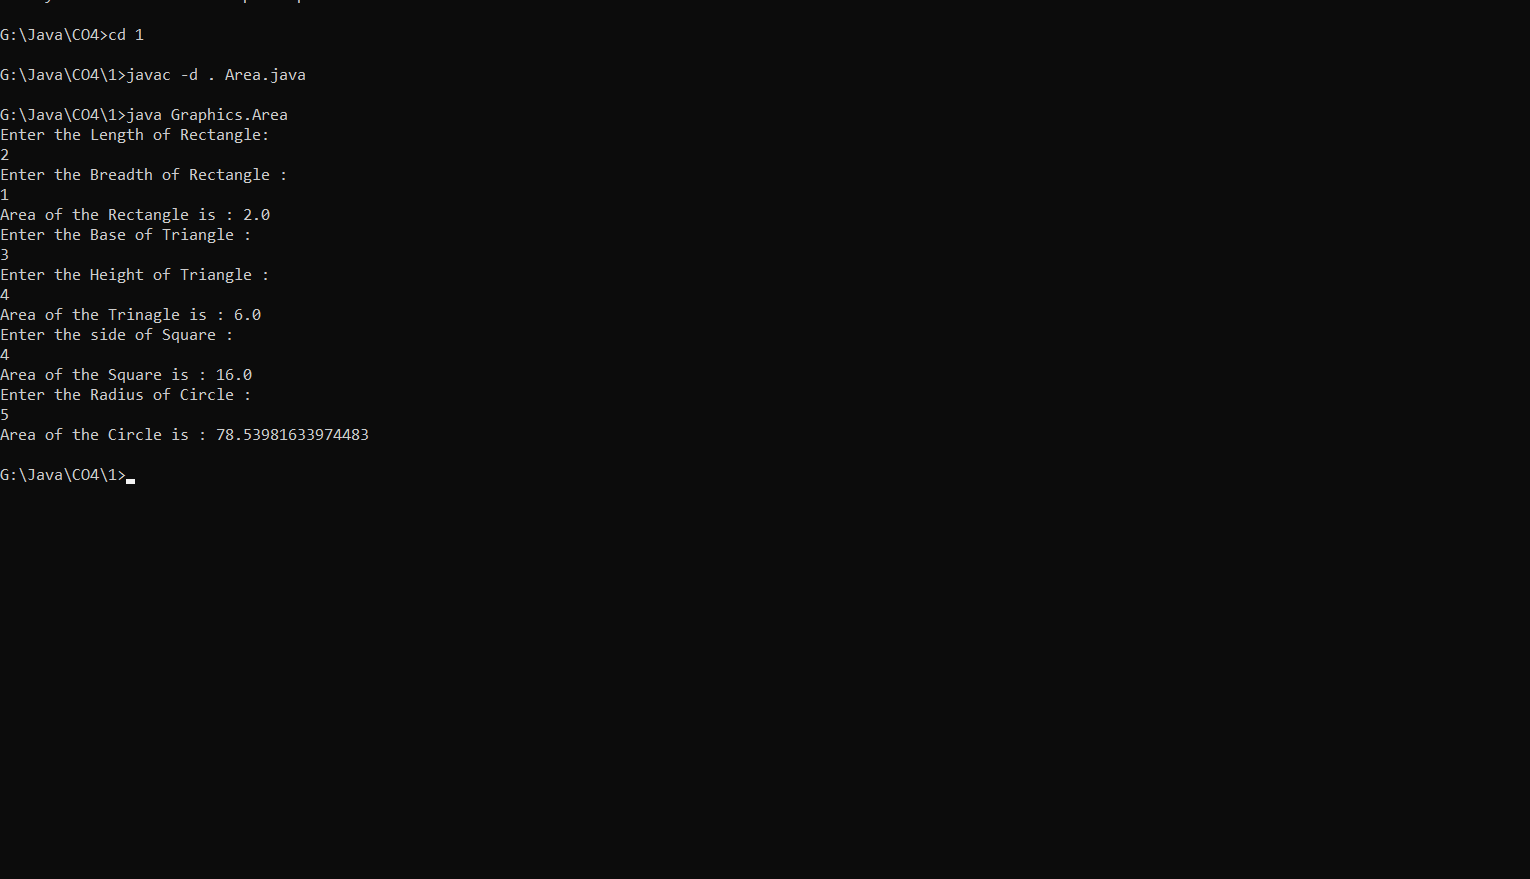 G:\Java\CO4>cd 1
G:\Java\CO4\1>javac -d . Area.java
G:\Java\CO4\1>java Graphics.Area
Enter the Length of Rectangle:
2
Enter the Breadth of Rectangle :
1
Area of the Rectangle is : 2.0
Enter the Base of Triangle :
3
Enter the Height of Triangle :
4
Area of the Trinagle is : 6.0
Enter the side of Square :
4
Area of the Square is : 16.0
Enter the Radius of Circle :
5
Area of the Circle is : 78.53981633974483
G:\Java\CO4\1>